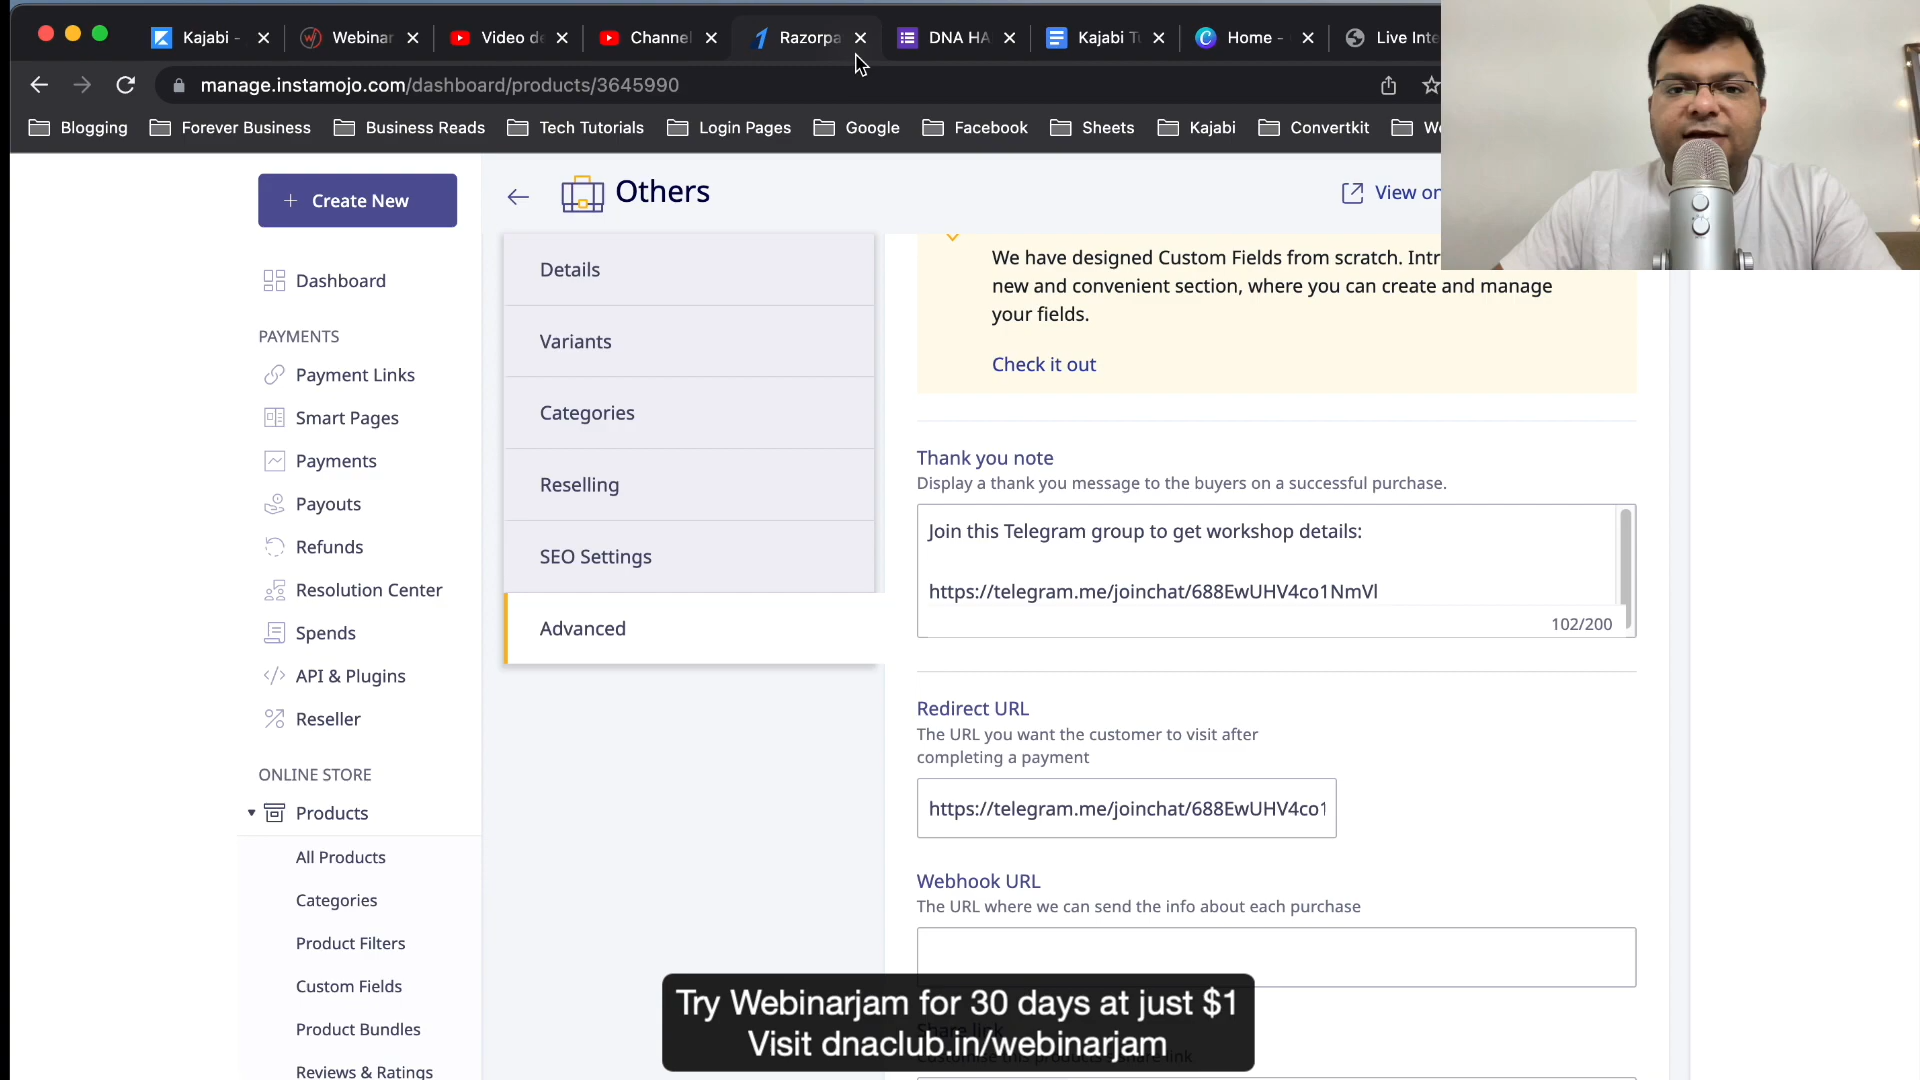 Kajabi -
Webinar
Video de
Channel
Razorpa
DNA HA
Kajabi Tu
Home -
Live Inte
manage.instamojo.com/dashboard/products/3645990
Blogging
Forever Business
Business Reads
Tech Tutorials
Login Pages
Google
Facebook
Sheets
Kajabi
Convertkit
We
+ Create New
Dashboard
PAYMENTS
Payment Links
Smart Pages
Payments
Payouts
Refunds
Resolution Center
Spends
API & Plugins
Reseller
ONLINE STORE
Products
All Products
Categories
Product Filters
Custom Fields
Product Bundles
Reviews & Ratings
Others
View on
Details
Variants
Categories
Reselling
SEO Settings
Advanced
We have designed Custom Fields from scratch. Intr
new and convenient section, where you can create and manage
your fields.
Check it out
Thank you note
Display a thank you message to the buyers on a successful purchase.
Join this Telegram group to get workshop details:
https://telegram.me/joinchat/688EwUHV4co1NmVl
102/200
Redirect URL
The URL you want the customer to visit after
completing a payment
https://telegram.me/joinchat/688EwUHV4co1
Webhook URL
The URL where we can send the info about each purchase
Try Webinarjam for 30 days at just $1
Visit dnaclub.in/webinarjam
Share link